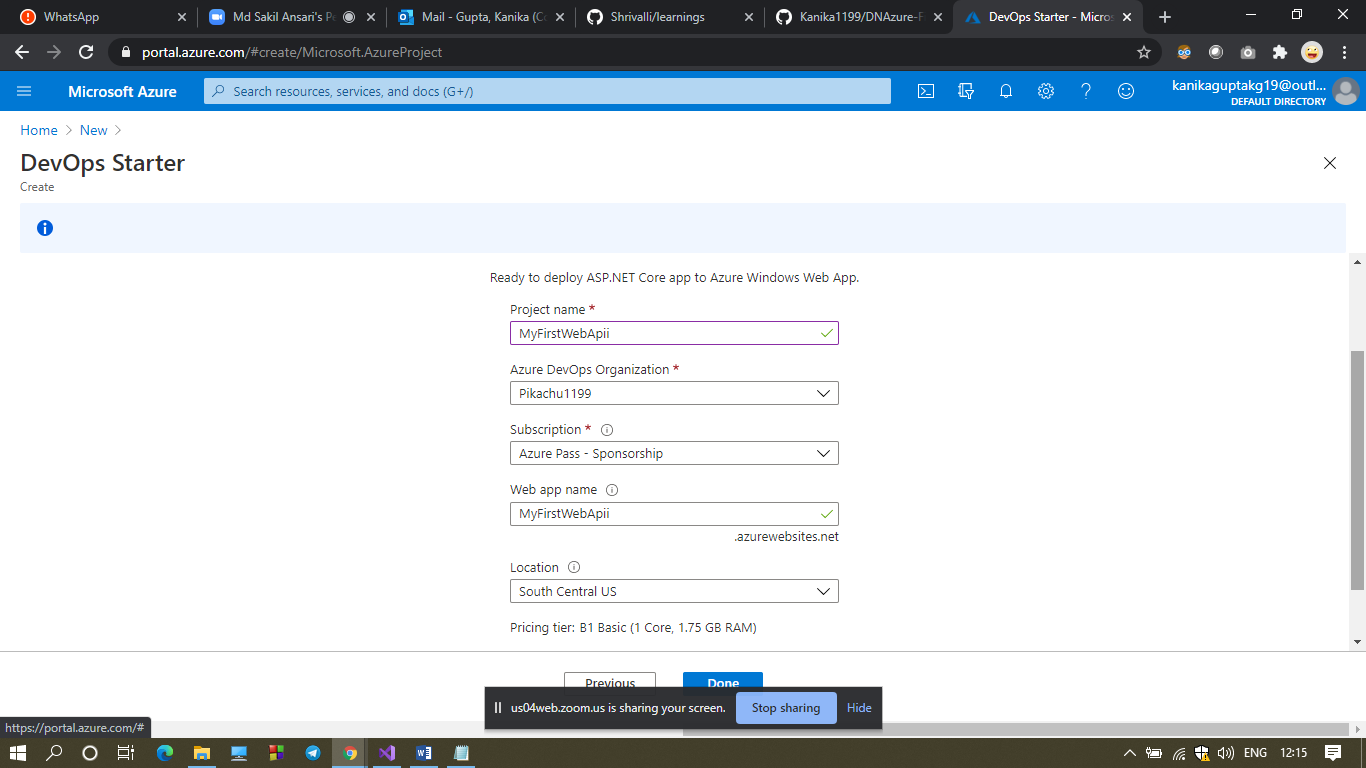 WhatsApp
Md Sakil Ansari's Pe
Mail - Gupta, Kanika (Co
Shrivalli/learnings
Kanika1199/DNAzure-F
DevOps Starter - Micros
portal.azure.com/#create/Microsoft.AzureProject
Microsoft Azure
Search resources, services, and docs (G+/)
kanikaguptakg19@outl...
DEFAULT DIRECTORY
Home > New >
DevOps Starter
Create
Ready to deploy ASP.NET Core app to Azure Windows Web App.
Project name *
MyFirstWebApii
Azure DevOps Organization *
Pikachu1199
Subscription *
Azure Pass - Sponsorship
Web app name
MyFirstWebApii
.azurewebsites.net
Location
South Central US
Pricing tier: B1 Basic (1 Core, 1.75 GB RAM)
Previous
Done
us04web.zoom.us is sharing your screen.
Stop sharing
Hide
https://portal.azure.com/#
ENG
12:15